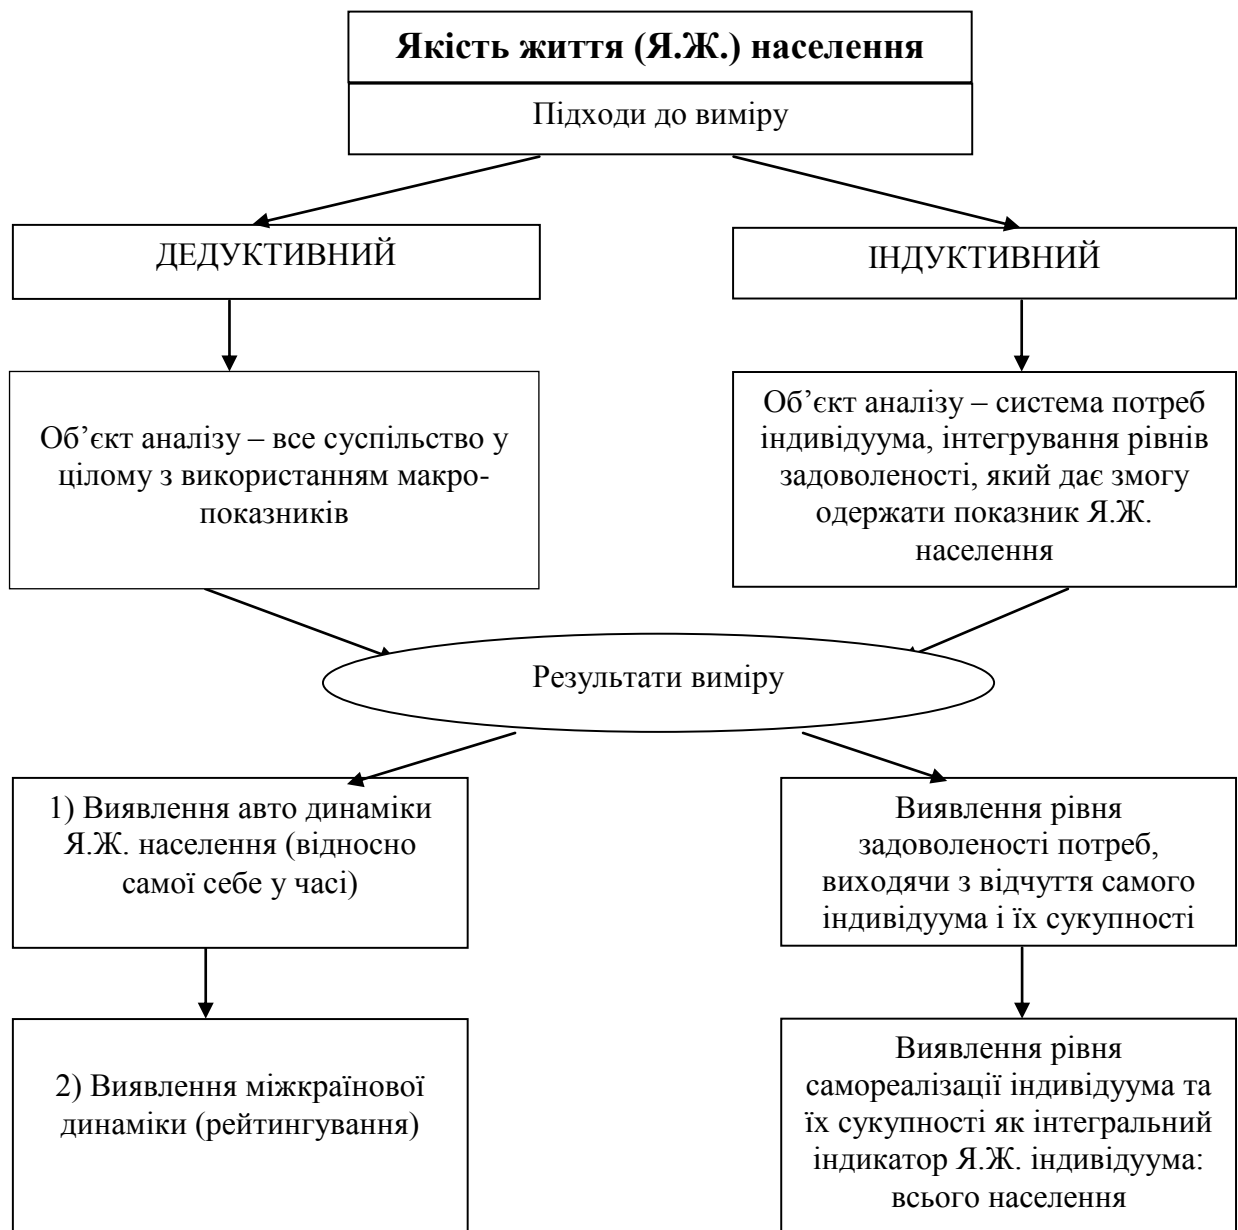 Якість життя (Я.Ж.) населення
Підходи до виміру
ДЕДУКТИВНИЙ
ІНДУКТИВНИЙ
Об’єкт аналізу – все суспільство у
цілому з використанням макро-
показників
Об’єкт аналізу – система потреб
індивідуума, інтегрування рівнів
задоволеності, який дає змогу
одержати показник Я.Ж.
населення
Результати виміру
1) Виявлення авто динаміки
Я.Ж. населення (відносно
самої себе у часі)
Виявлення рівня
задоволеності потреб,
виходячи з відчуття самого
індивідуума і їх сукупності
2) Виявлення міжкраїнової
динаміки (рейтингування)
Виявлення рівня
самореалізації індивідуума та
їх сукупності як інтегральний
індикатор Я.Ж. індивідуума:
всього населення